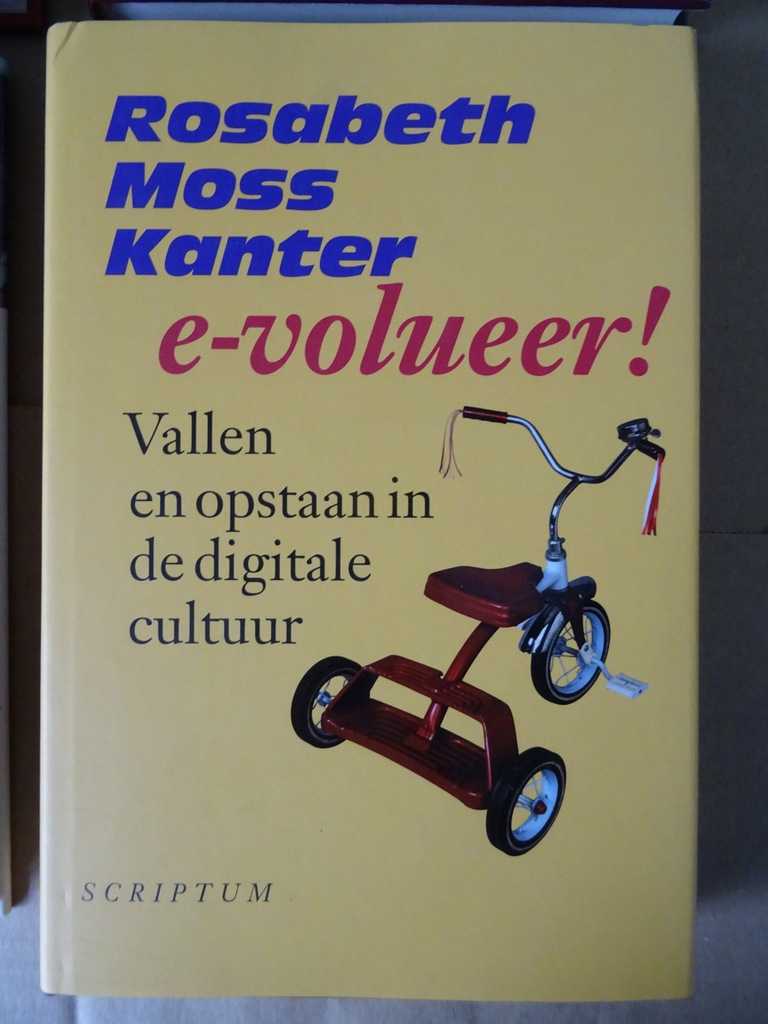 Rosabeth
Moss
Kanter
e-volueer!
Vallen
en opstaan in
de digitale
cultuur
SCRIPTUM